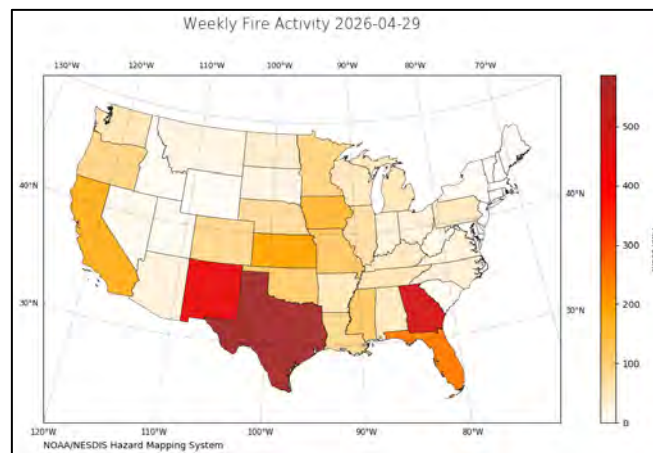 Weekly Fire Activity 2026-04-29
130°W 120°W 110°W 100°W 90°W 80°W 70°W
40°N 40°N
30°N 30°N
500
400
300
200
100
0
120°W 110°W 100°W 90°W 80°W
NOAA/NESDIS Hazard Mapping System